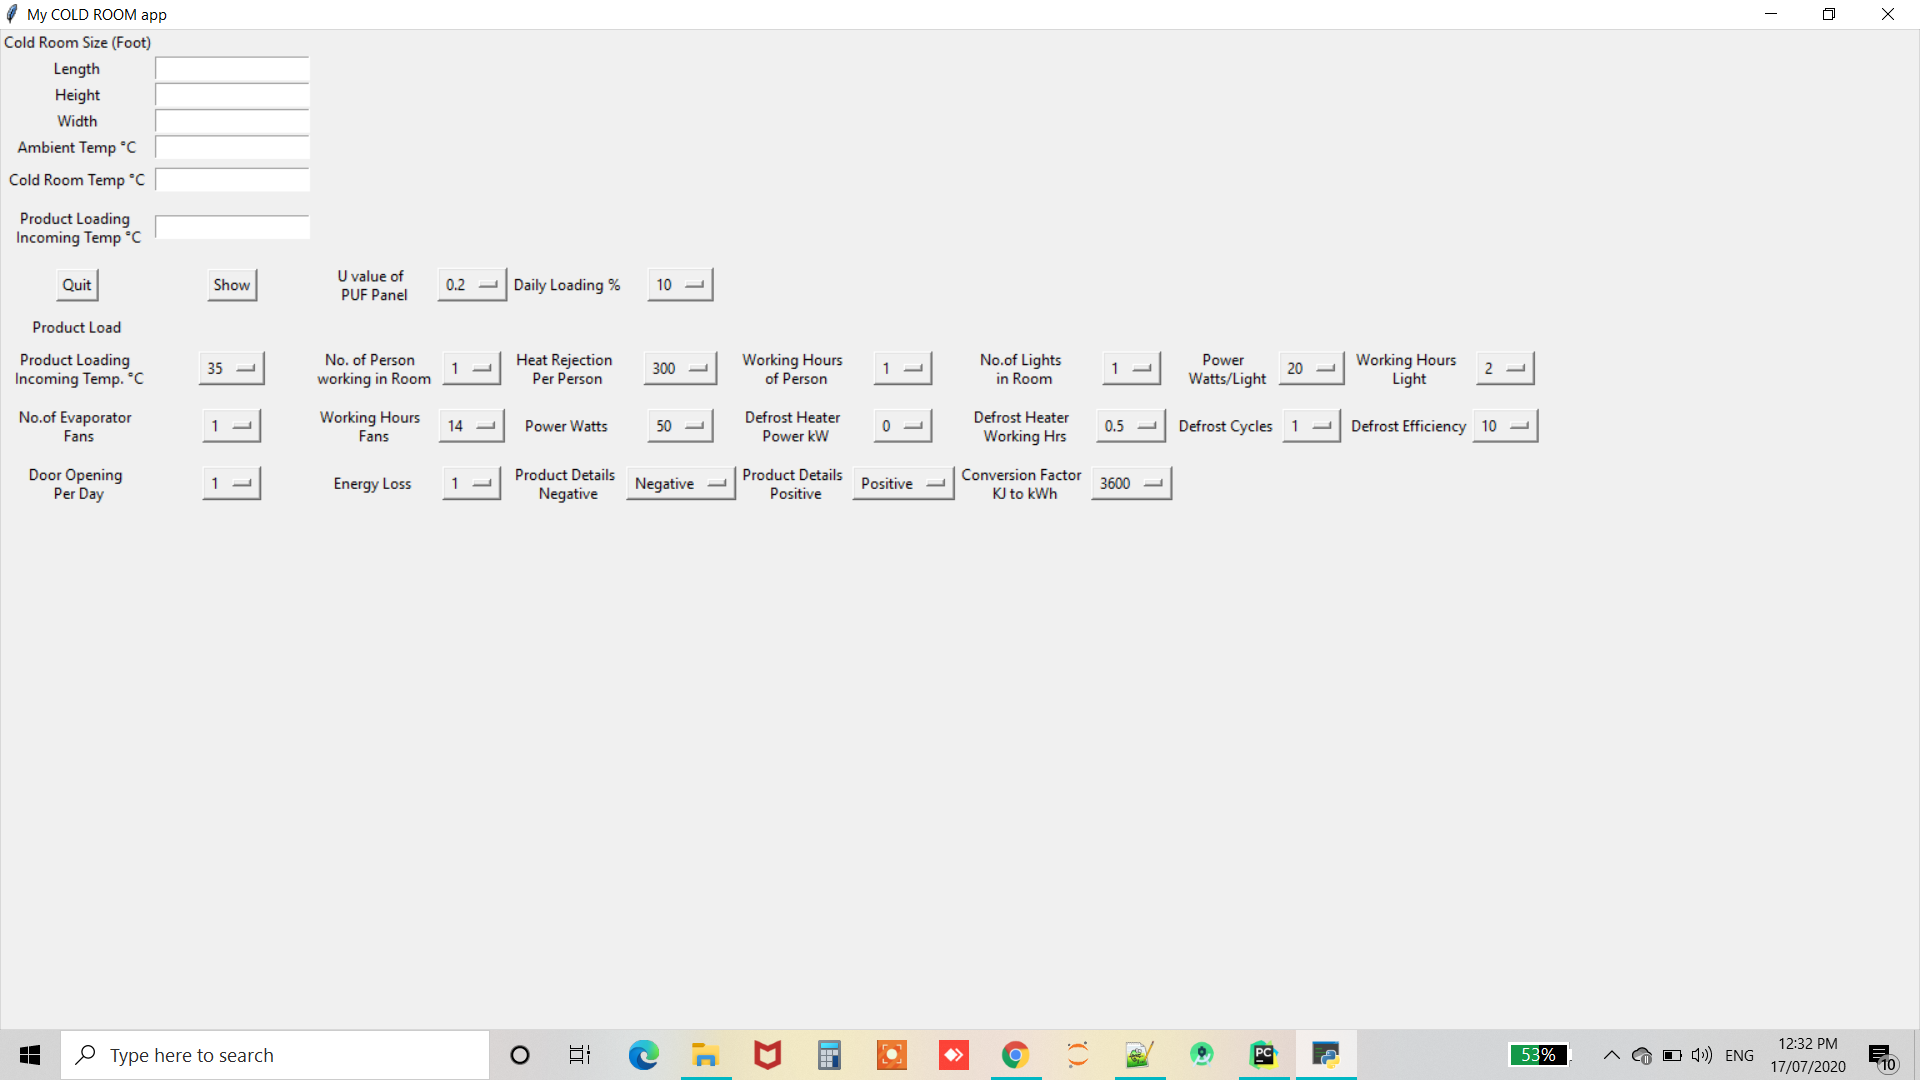 My COLD ROOM app
Cold Room Size (Foot)
Length
Height
Width
Ambient Temp °C
Cold Room Temp °C
Product Loading
Incoming Temp °C
Quit
Show
U value of
PUF Panel
0.2
Daily Loading %
10
Product Load
Product Loading
Incoming Temp. °C
35
No. of Person
working in Room
1
Heat Rejection
Per Person
300
Working Hours
of Person
1
No.of Lights
in Room
1
Power
Watts/Light
20
Working Hours
Light
2
No.of Evaporator
Fans
1
Working Hours
Fans
14
Power Watts
50
Defrost Heater
Power kW
0
Defrost Heater
Working Hrs
0.5
Defrost Cycles
1
Defrost Efficiency
10
Door Opening
Per Day
1
Energy Loss
1
Product Details
Negative
Negative
Product Details
Positive
Positive
Conversion Factor
KJ to kWh
3600
Type here to search
PC
53%
ENG
12:32 PM
17/07/2020
10